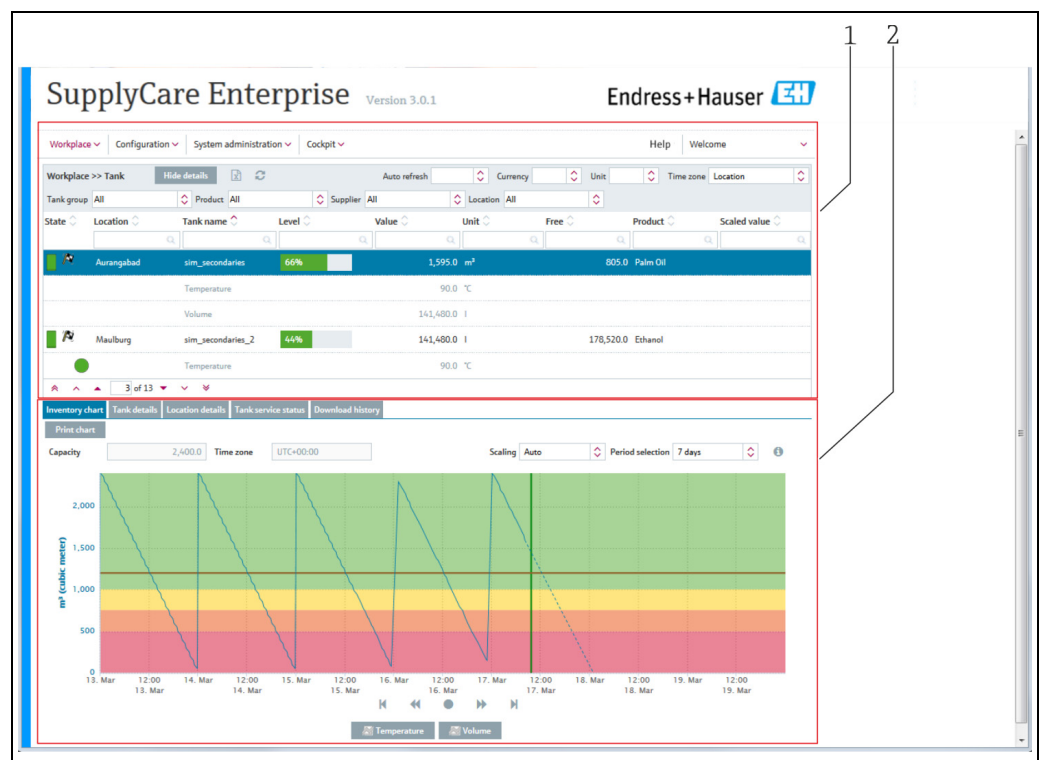 1 2
SupplyCare Enterprise Version 3.0.1 Endress+Hauser EH
Workplace Configuration System administration Cockpit Help Welcome
Workplace >> Tank Hide details Auto refresh Currency Unit Time zone Location
Tank group All Product All Supplier All Location All
State Location Tank name Level Value Unit Free Product Scaled value
Aurangabad sim_secondaries 66% 1,595.0 m³ 805.0 Palm Oil
Temperature 90.0 °C
Volume 141,480.0 l
Maulburg sim_secondaries_2 44% 141,480.0 l 178,520.0 Ethanol
Temperature 90.0 °C
3 of 13
Inventory chart Tank details Location details Tank service status Download history
Print chart
Capacity 2,400.0 Time zone UTC+00:00 Scaling Auto Period selection 7 days
m³ (cubic meter)
2,000
1,500
1,000
500
0
13. Mar 12:00 14. Mar 12:00 15. Mar 12:00 16. Mar 12:00 17. Mar 12:00 18. Mar 12:00 19. Mar 12:00
13. Mar 14. Mar 15. Mar 16. Mar 17. Mar 18. Mar 19. Mar
Temperature Volume